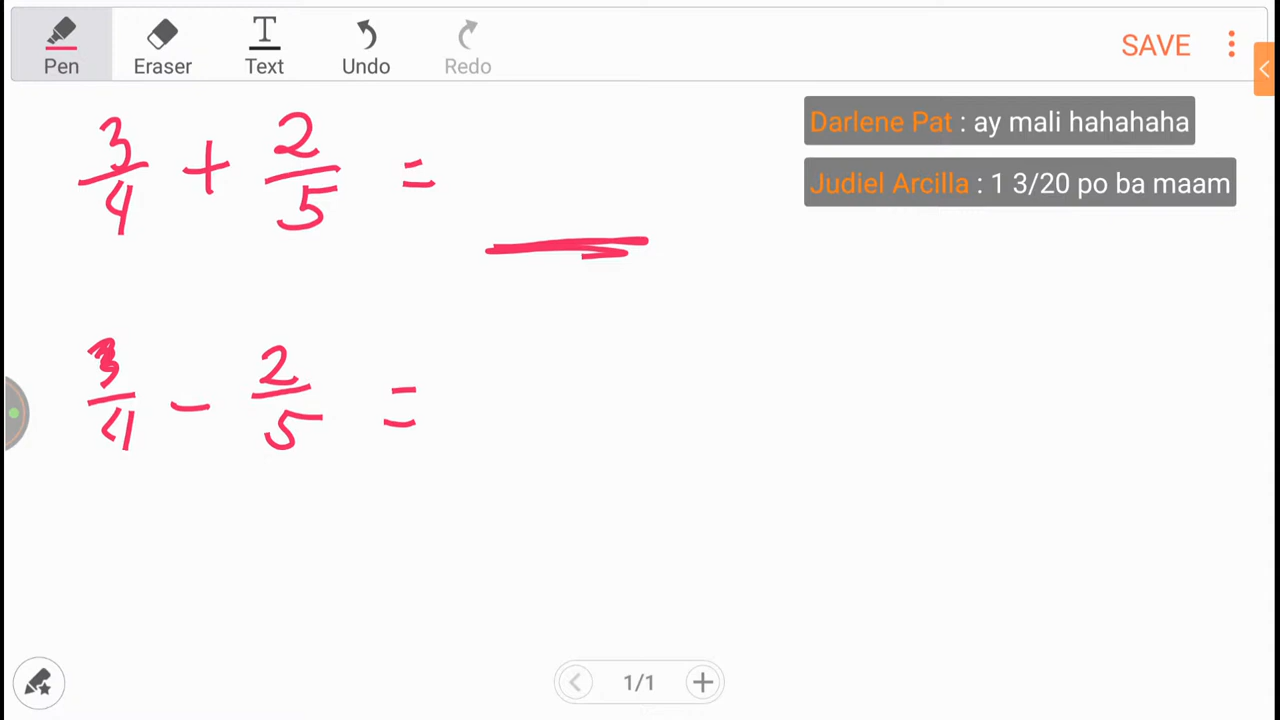 Pen Eraser Text Undo Redo SAVE
Darlene Pat : ay mali hahahaha
Judiel Arcilla : 1 3/20 po ba maam
3/4 + 2/5 =
3/4 - 2/5 =
1/1